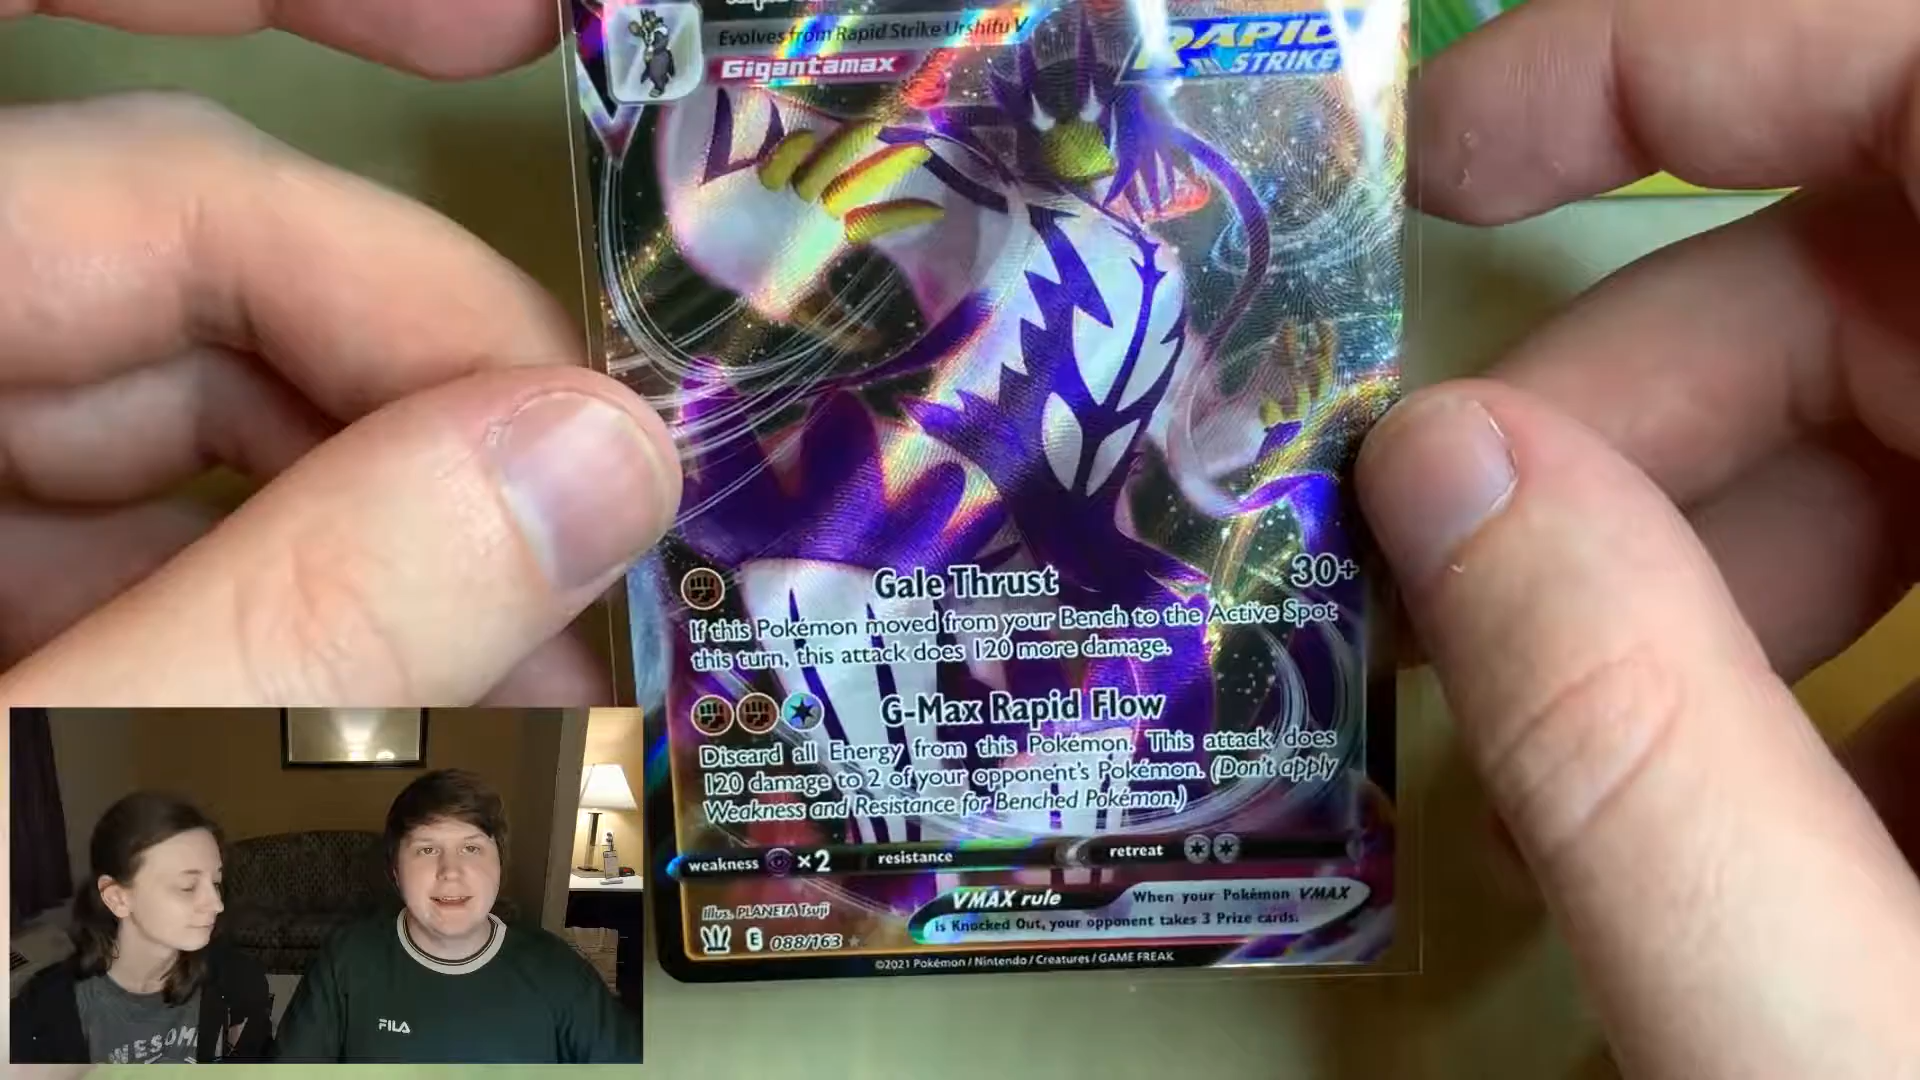 Evolves from Rapid Strike Urshifu V
RAPID
STRIKE
Gigantamax
Gale Thrust
30+
If this Pokémon moved from your Bench to the Active Spot
this turn, this attack does 120 more damage.
G-Max Rapid Flow
Discard all Energy from this Pokémon. This attack does
120 damage to 2 of your opponent's Pokémon. (Don't apply
Weakness and Resistance for Benched Pokémon.)
weakness ×2 resistance retreat
VMAX rule When your Pokémon VMAX
is Knocked Out, your opponent takes 3 Prize cards.
Illus. PLANETA Tsuji
E 088/163
©2021 Pokémon / Nintendo / Creatures / GAME FREAK
FILA